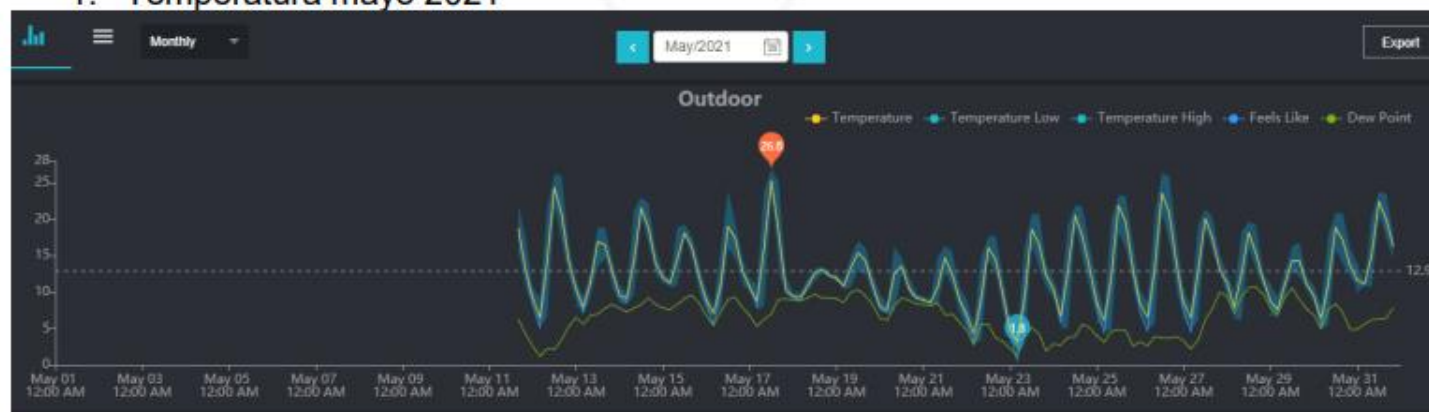 1. Temperatura mayo 2021
Monthly
<
May/2021
>
Export
Outdoor
Temperature
Temperature Low
Temperature High
Feels Like
Dew Point
26.8
28
25
20
15
12.9
10
5
1.8
0
May 01 May 03 May 05 May 07 May 09 May 11 May 13 May 15 May 17 May 19 May 21 May 23 May 25 May 27 May 29 May 31
12:00 AM 12:00 AM 12:00 AM 12:00 AM 12:00 AM 12:00 AM 12:00 AM 12:00 AM 12:00 AM 12:00 AM 12:00 AM 12:00 AM 12:00 AM 12:00 AM 12:00 AM 12:00 AM